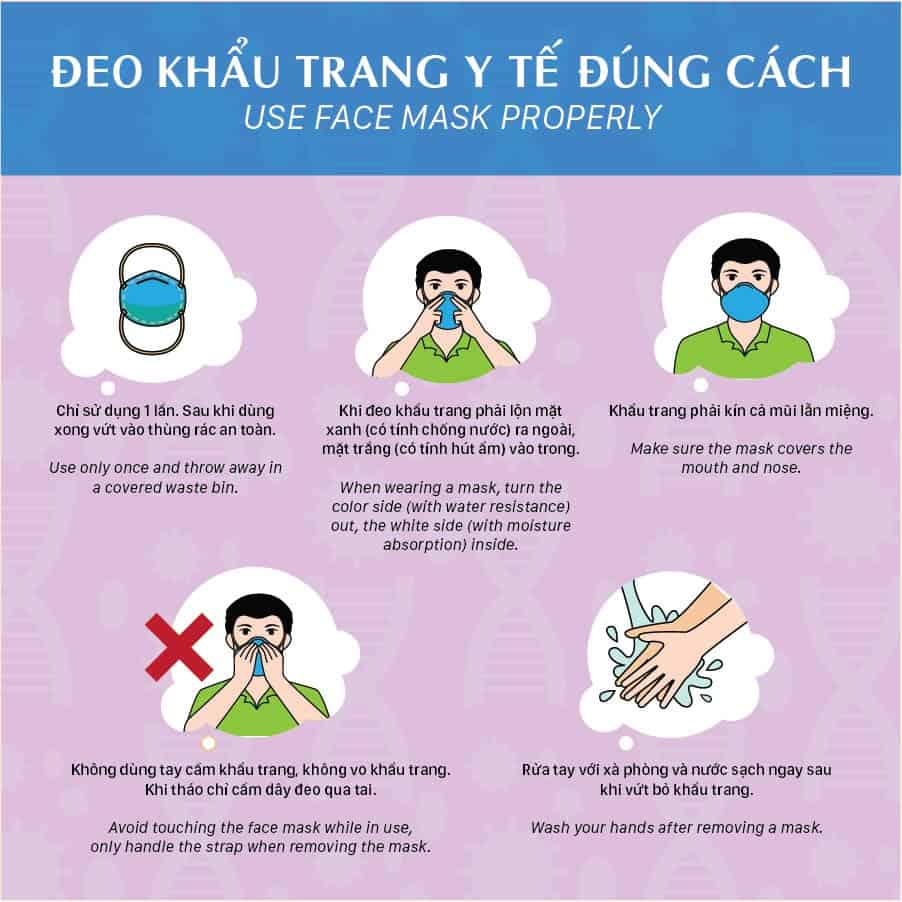 ĐEO KHẨU TRANG Y TẾ ĐÚNG CÁCH
USE FACE MASK PROPERLY
Chỉ sử dụng 1 lần. Sau khi dùng
xong vứt vào thùng rác an toàn.
Use only once and throw away in
a covered waste bin.
Khi đeo khẩu trang phải lộn mặt
xanh (có tính chống nước) ra ngoài,
mặt trắng (có tính hút ẩm) vào trong.
When wearing a mask, turn the
color side (with water resistance)
out, the white side (with moisture
absorption) inside.
Khẩu trang phải kín cả mũi lẫn miệng.
Make sure the mask covers the
mouth and nose.
Không dùng tay cầm khẩu trang, không vo khẩu trang.
Khi tháo chỉ cầm dây đeo qua tai.
Avoid touching the face mask while in use,
only handle the strap when removing the mask.
Rửa tay với xà phòng và nước sạch ngay sau
khi vứt bỏ khẩu trang.
Wash your hands after removing a mask.